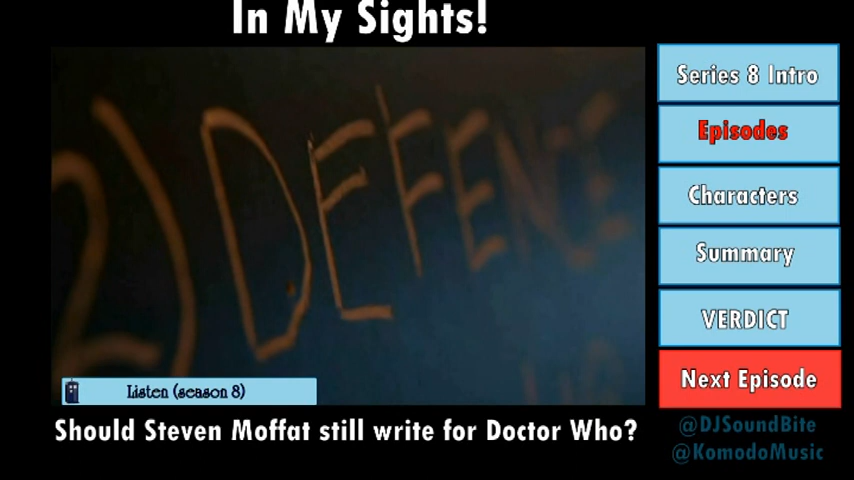 In My Sights!
2) DEFENCE
Listen (season 8)
Should Steven Moffat still write for Doctor Who?
Series 8 Intro
Episodes
Characters
Summary
VERDICT
Next Episode
@DJSoundBite
@KomodoMusic